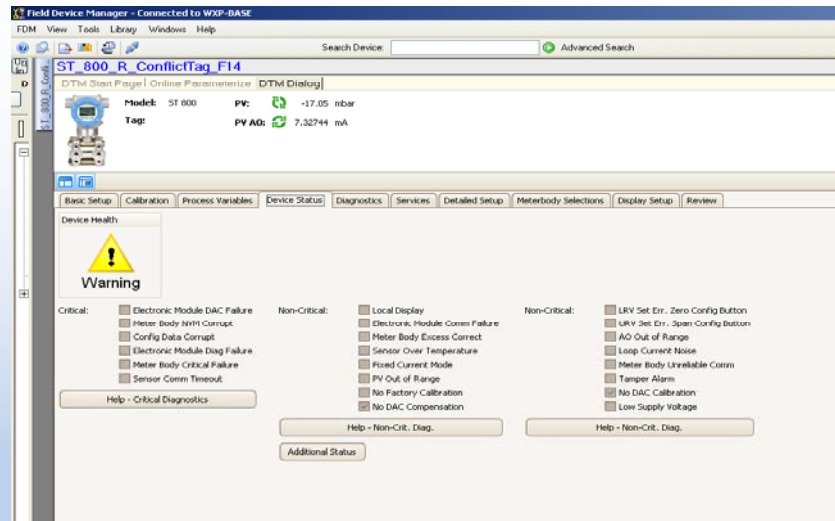 Field Device Manager - Connected to WXP-BASE
FDM View Tools Library Windows Help
Search Device: Advanced Search
ST_800_R_ConflictTag_F14
DTM Start Page Online Parameterize DTM Dialog
Model: ST 800 PV: -17.05 mbar
Tag: PV AO: 7.32744 mA
Basic Setup Calibration Process Variables Device Status Diagnostics Services Detailed Setup Meterbody Selections Display Setup Review
Device Health
Warning
Critical: Electronic Module DAC Failure Non-Critical: Local Display Non-Critical: LRV Set Err. Zero Config Button
Meter Body NVM Corrupt Electronic Module Comm Failure URV Set Err. Span Config Button
Config Data Corrupt Meter Body Excess Correct AO Out of Range
Electronic Module Diag Failure Sensor Over Temperature Loop Current Noise
Meter Body Critical Failure Fixed Current Mode Meter Body Unreliable Comm
Sensor Comm Timeout PV Out of Range Tamper Alarm
No Factory Calibration No DAC Calibration
No DAC Compensation Low Supply Voltage
Help - Critical Diagnostics
Help - Non-Crit. Diag. Help - Non-Crit. Diag.
Additional Status